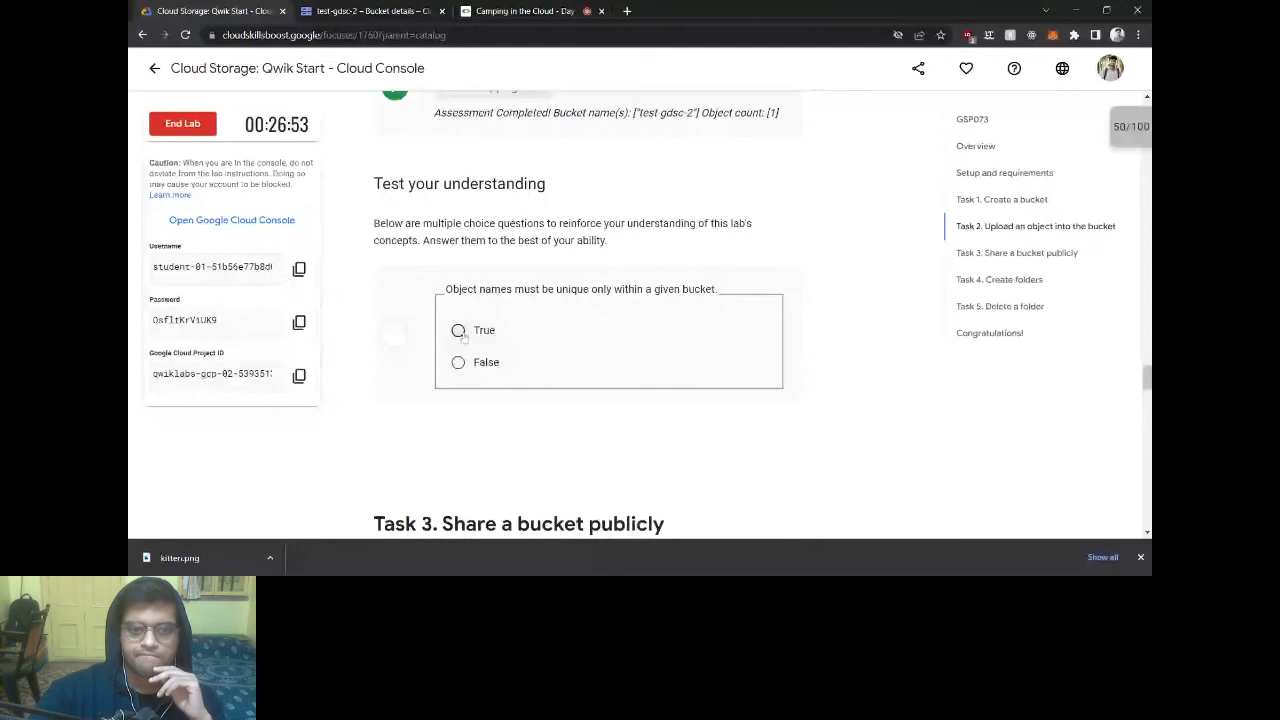 Cloud Storage: Qwik Start - Clou
test-gdsc-2 – Bucket details – Cl
Camping in the Cloud - Day
cloudskillsboost.google/focuses/1760?parent=catalog
Cloud Storage: Qwik Start - Cloud Console
End Lab
00:26:53
Caution: When you are in the console, do not
deviate from the lab instructions. Doing so
may cause your account to be blocked.
Learn more
Open Google Cloud Console
Username
student-01-51b56e77b8d
Password
Google Cloud Project ID
qwiklabs-gcp-02-539351
Assessment Completed! Bucket name(s): ["test-gdsc-2"] Object count: [1]
Test your understanding
Below are multiple choice questions to reinforce your understanding of this lab's
concepts. Answer them to the best of your ability.
Object names must be unique only within a given bucket.
True
False
Task 3. Share a bucket publicly
50/100
GSP073
Overview
Setup and requirements
Task 1. Create a bucket
Task 2. Upload an object into the bucket
Task 3. Share a bucket publicly
Task 4. Create folders
Task 5. Delete a folder
Congratulations!
kitten.png
Show all